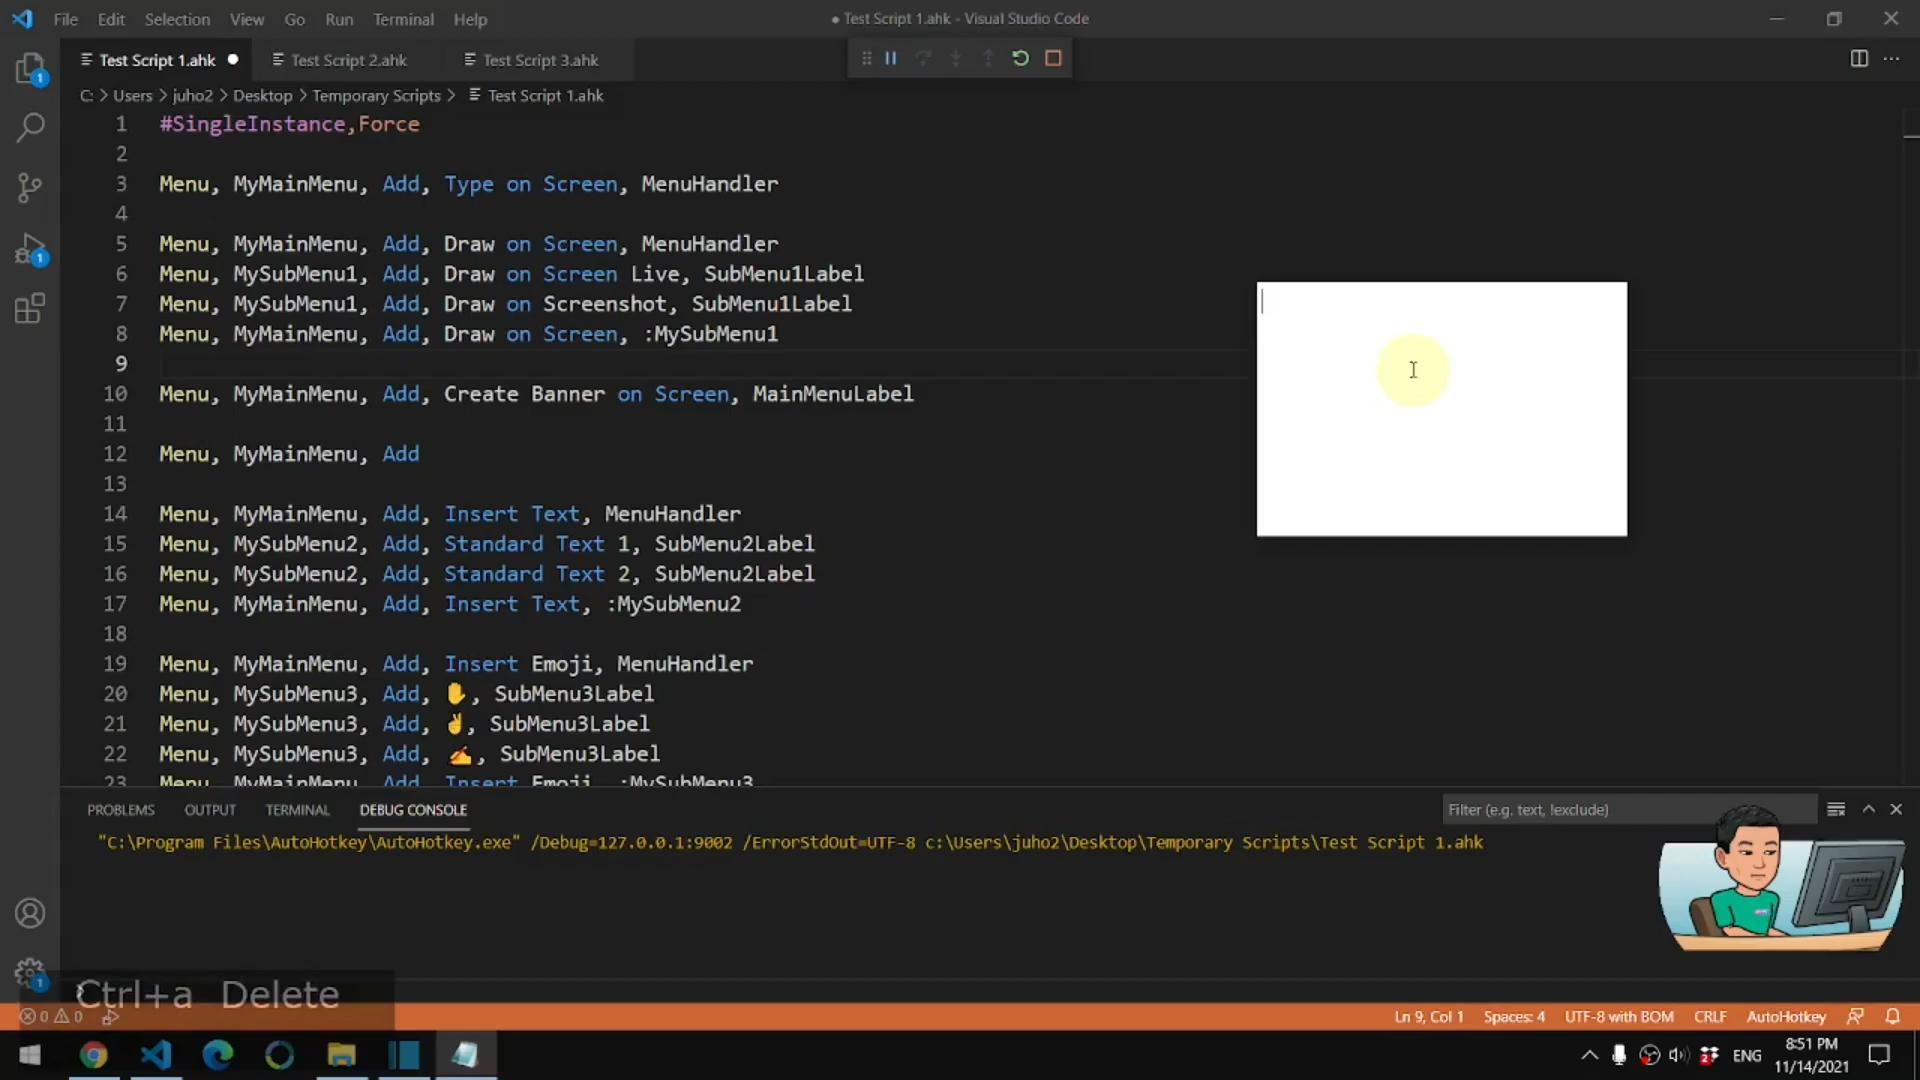 File Edit Selection View Go Run Terminal Help
● Test Script 1.ahk - Visual Studio Code
Test Script 1.ahk ●
Test Script 2.ahk
Test Script 3.ahk
C: > Users > juho2 > Desktop > Temporary Scripts > Test Script 1.ahk
1 #SingleInstance,Force
2
3 Menu, MyMainMenu, Add, Type on Screen, MenuHandler
4
5 Menu, MyMainMenu, Add, Draw on Screen, MenuHandler
6 Menu, MySubMenu1, Add, Draw on Screen Live, SubMenu1Label
7 Menu, MySubMenu1, Add, Draw on Screenshot, SubMenu1Label
8 Menu, MyMainMenu, Add, Draw on Screen, :MySubMenu1
9
10 Menu, MyMainMenu, Add, Create Banner on Screen, MainMenuLabel
11
12 Menu, MyMainMenu, Add
13
14 Menu, MyMainMenu, Add, Insert Text, MenuHandler
15 Menu, MySubMenu2, Add, Standard Text 1, SubMenu2Label
16 Menu, MySubMenu2, Add, Standard Text 2, SubMenu2Label
17 Menu, MyMainMenu, Add, Insert Text, :MySubMenu2
18
19 Menu, MyMainMenu, Add, Insert Emoji, MenuHandler
20 Menu, MySubMenu3, Add, ✋, SubMenu3Label
21 Menu, MySubMenu3, Add, ✌, SubMenu3Label
22 Menu, MySubMenu3, Add, ✍, SubMenu3Label
23 Menu, MyMainMenu, Add, Insert Emoji, :MySubMenu3
PROBLEMS OUTPUT TERMINAL DEBUG CONSOLE
Filter (e.g. text, !exclude)
"C:\Program Files\AutoHotkey\AutoHotkey.exe" /Debug=127.0.0.1:9002 /ErrorStdOut=UTF-8 c:\Users\juho2\Desktop\Temporary Scripts\Test Script 1.ahk
Ctrl+a Delete
0 0
Ln 9, Col 1 Spaces: 4 UTF-8 with BOM CRLF AutoHotkey
ENG
8:51 PM
11/14/2021